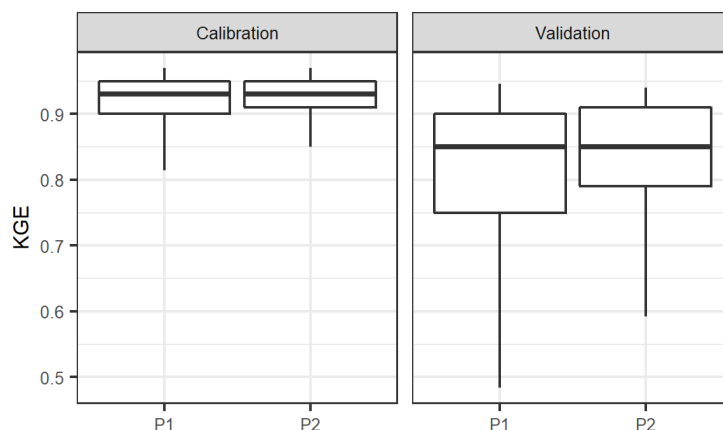 Calibration
Validation
KGE
0.9
0.8
0.7
0.6
0.5
P1
P2
P1
P2